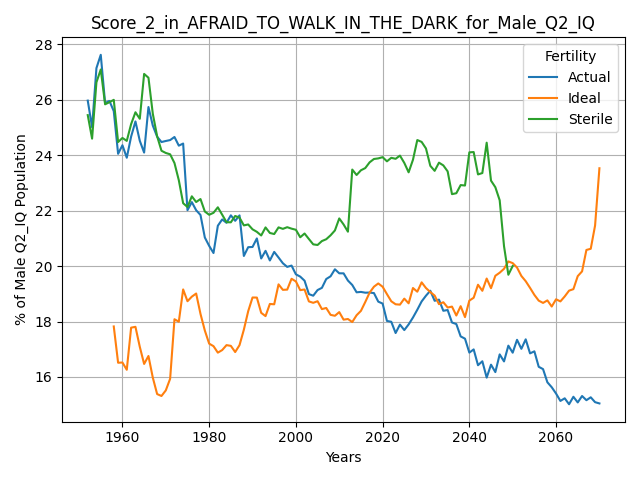 Score_2_in_AFRAID_TO_WALK_IN_THE_DARK_for_Male_Q2_IQ
28
26
24
22
20
18
16
% of Male Q2_IQ Population
Fertility
Actual
Ideal
Sterile
1960 1980 2000 2020 2040 2060
Years